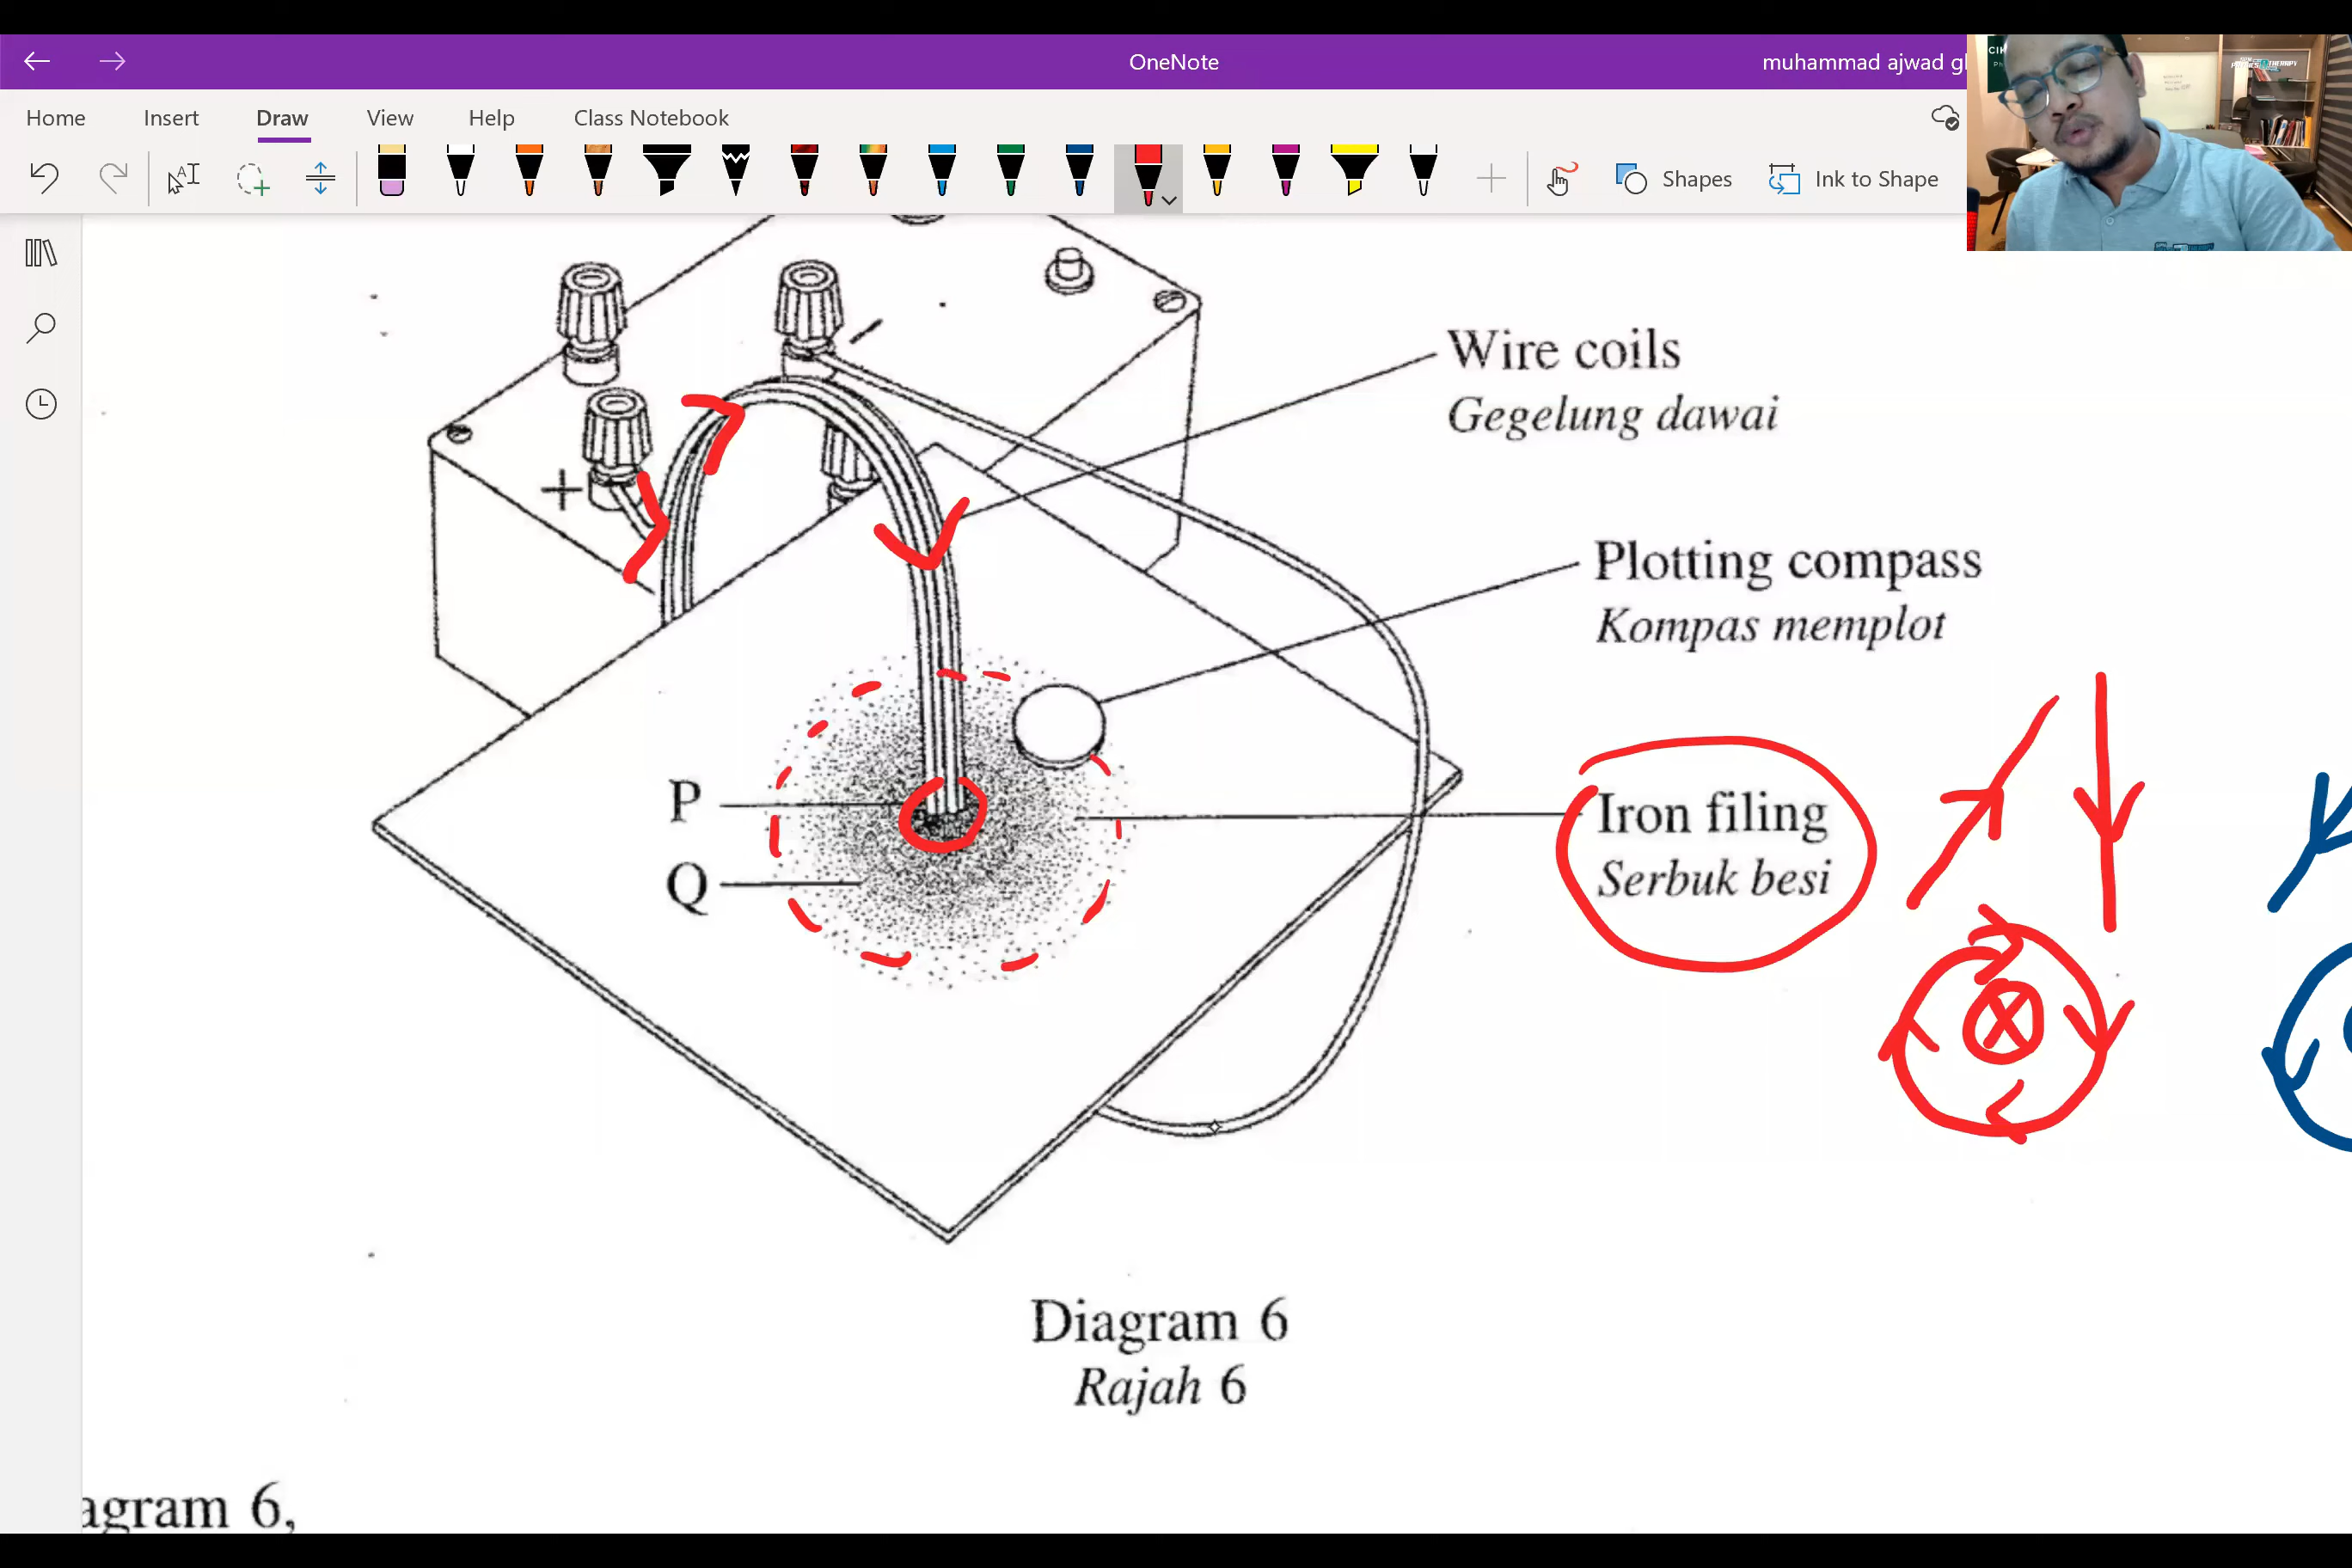 OneNote
muhammad ajwad gl
Home Insert Draw View Help Class Notebook
Shapes Ink to Shape
Wire coils
Gegelung dawai
+
Plotting compass
Kompas memplot
P
Iron filing
Q
Serbuk besi
Diagram 6
Rajah 6
agram 6,